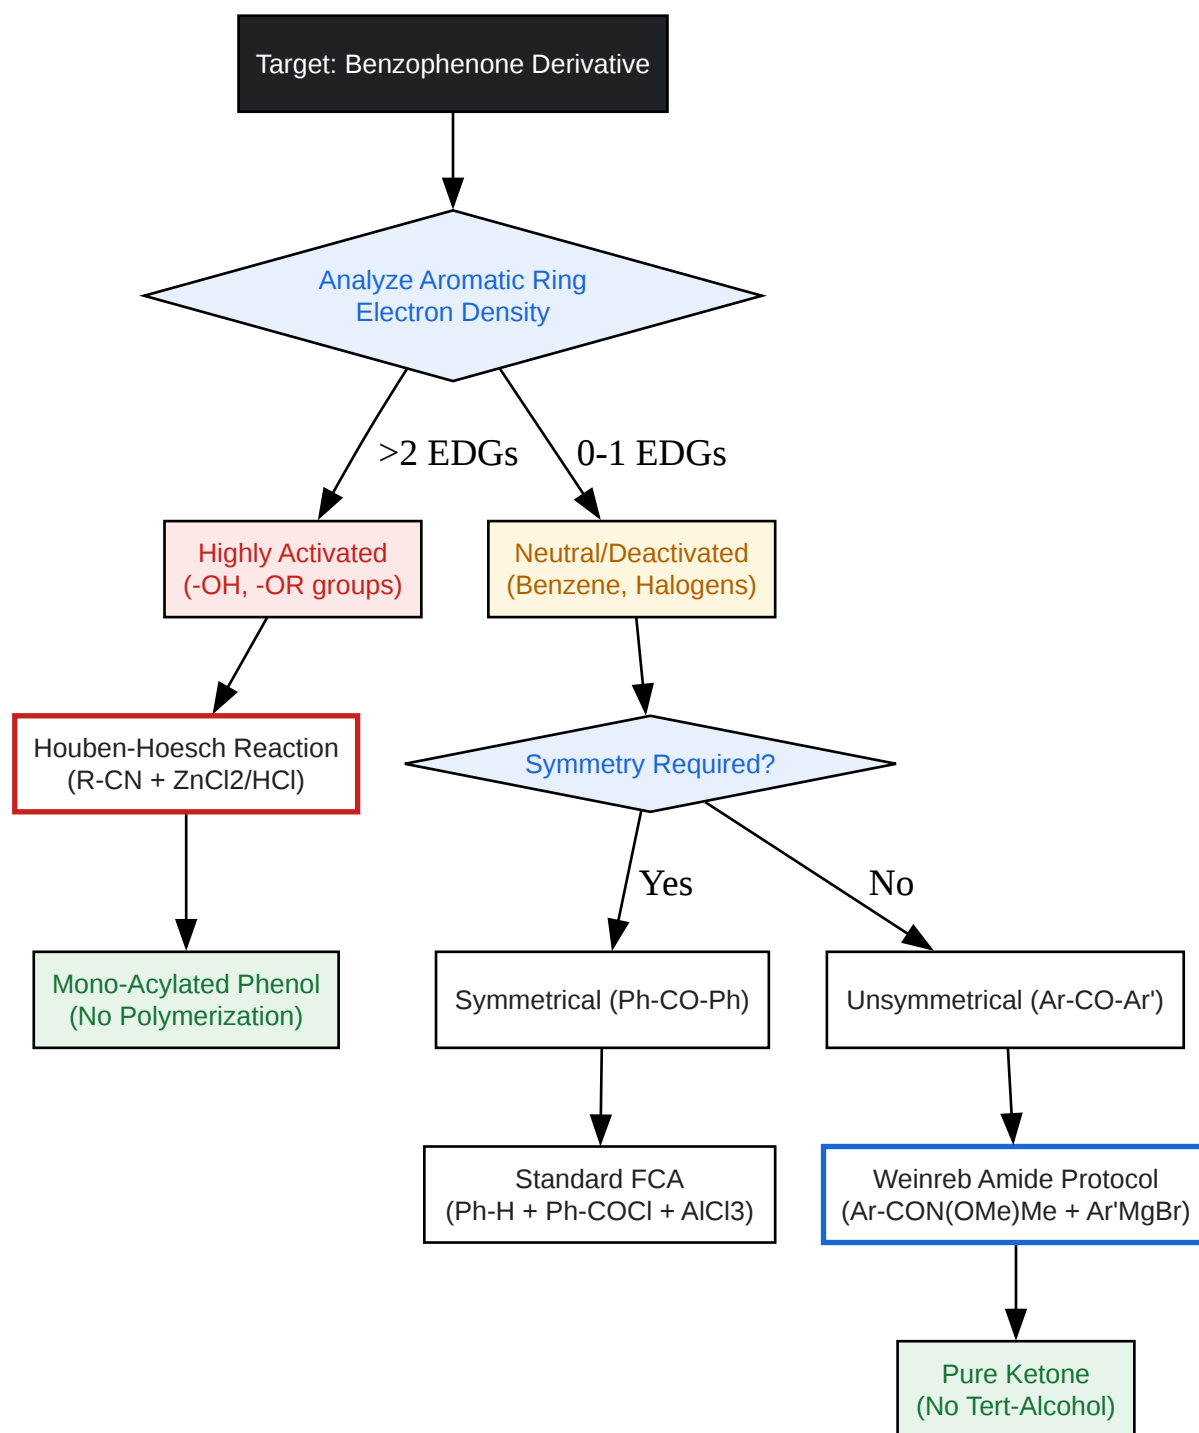 Target: Benzophenone Derivative
Analyze Aromatic Ring
Electron Density
>2 EDGs
0-1 EDGs
Highly Activated
(-OH, -OR groups)
Neutral/Deactivated
(Benzene, Halogens)
Houben-Hoesch Reaction
(R-CN + ZnCl2/HCl)
Symmetry Required?
Yes
No
Mono-Acylated Phenol
(No Polymerization)
Symmetrical (Ph-CO-Ph)
Unsymmetrical (Ar-CO-Ar')
Standard FCA
(Ph-H + Ph-COCl + AlCl3)
Weinreb Amide Protocol
(Ar-CON(OMe)Me + Ar'MgBr)
Pure Ketone
(No Tert-Alcohol)